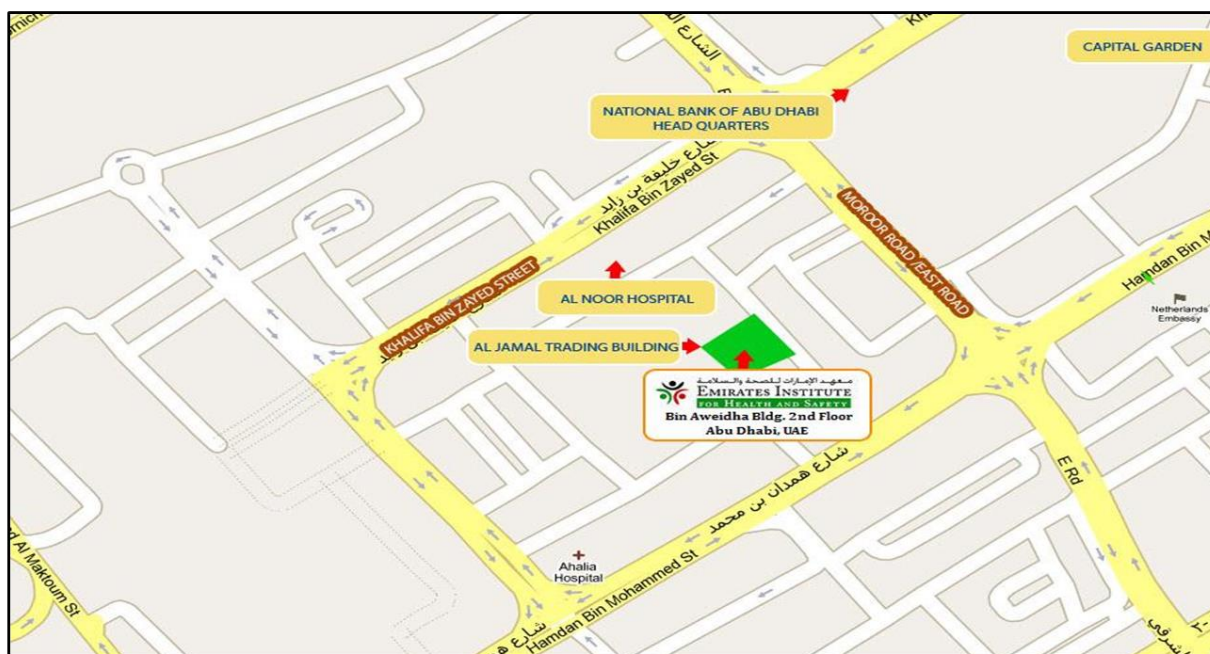 CAPITAL GARDEN
الشارع
NATIONAL BANK OF ABU DHABI
HEAD QUARTERS
شارع خليفة بن زايد
Khalifa Bin Zayed St
MOROOR ROAD /EAST ROAD
KHALIFA BIN ZAYED STREET
AL NOOR HOSPITAL
Hamdan Bin M
Netherlands
Embassy
AL JAMAL TRADING BUILDING
معهد الإمارات للصحة والسلامة
EMIRATES INSTITUTE
FOR HEALTH AND SAFETY
Bin Aweidha Bldg. 2nd Floor
Abu Dhabi, UAE
شارع همدان بن محمد
E Rd
Ahalia
Hospital
Al Maktoum St
Hamdan Bin Mohammed St
شارع